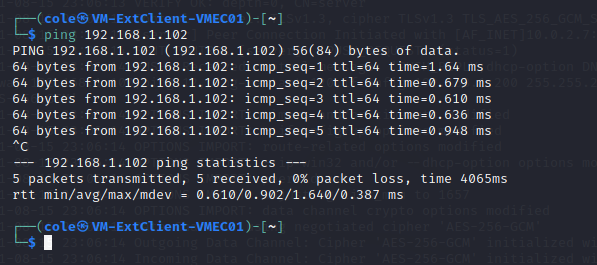 ┌──(cole㉿VM-ExtClient-VMEC01)-[~]
└─$ ping 192.168.1.102
PING 192.168.1.102 (192.168.1.102) 56(84) bytes of data.
64 bytes from 192.168.1.102: icmp_seq=1 ttl=64 time=1.64 ms
64 bytes from 192.168.1.102: icmp_seq=2 ttl=64 time=0.679 ms
64 bytes from 192.168.1.102: icmp_seq=3 ttl=64 time=0.610 ms
64 bytes from 192.168.1.102: icmp_seq=4 ttl=64 time=0.636 ms
64 bytes from 192.168.1.102: icmp_seq=5 ttl=64 time=0.948 ms
^C
--- 192.168.1.102 ping statistics ---
5 packets transmitted, 5 received, 0% packet loss, time 4065ms
rtt min/avg/max/mdev = 0.610/0.902/1.640/0.387 ms
┌──(cole㉿VM-ExtClient-VMEC01)-[~]
└─$